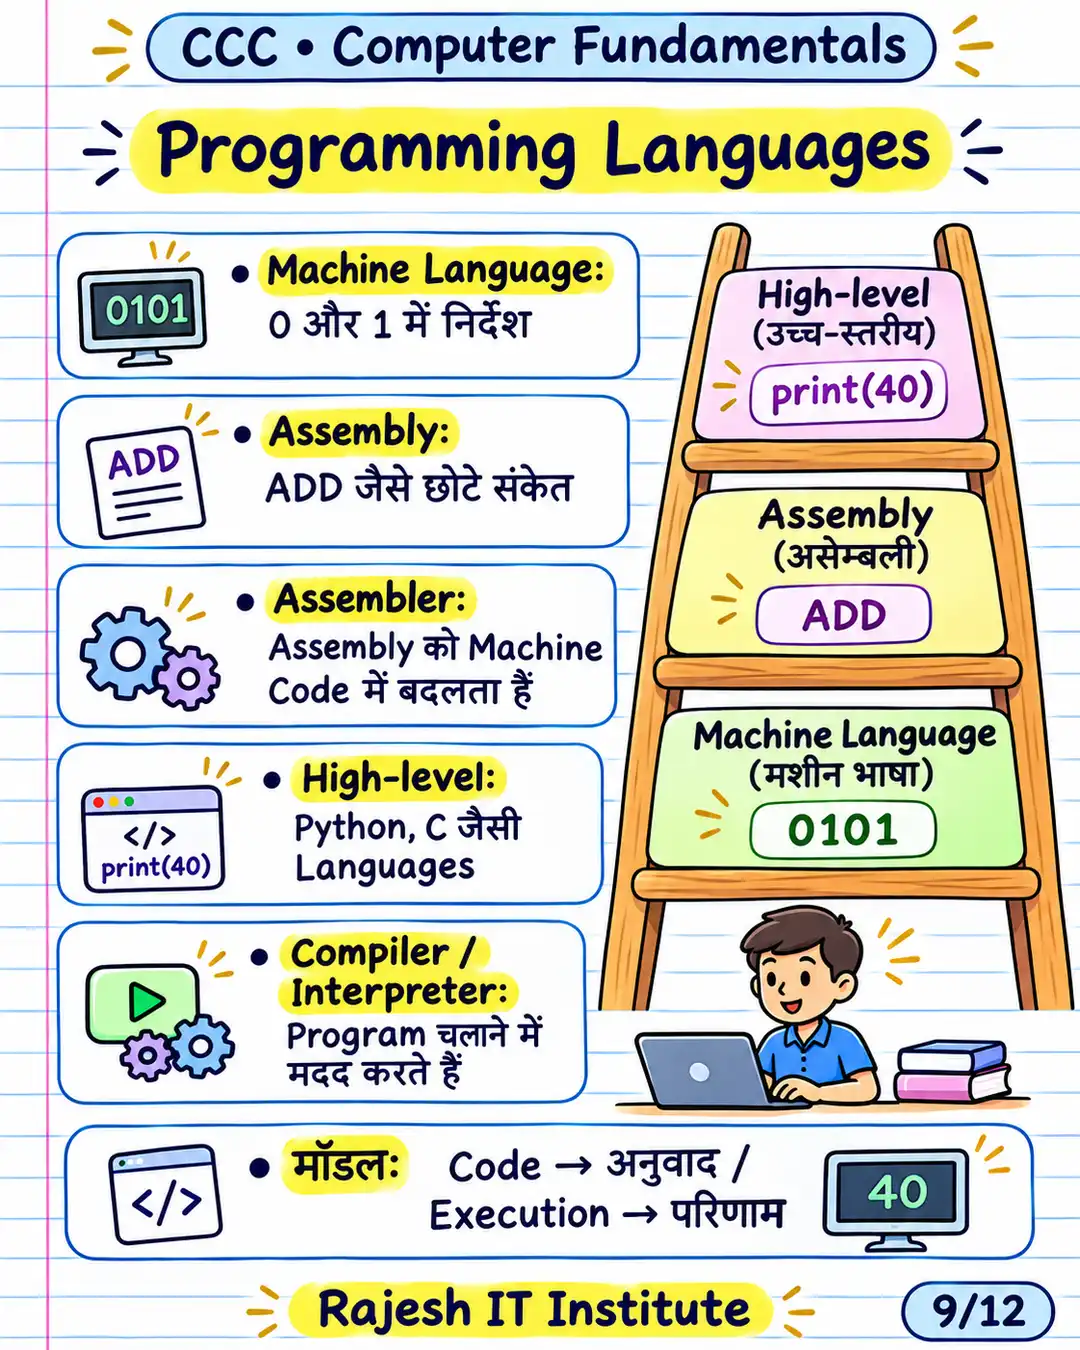 CCC • Computer Fundamentals
Programming Languages
0101
• Machine Language:
0 और 1 में निर्देश
ADD
• Assembly:
ADD जैसे छोटे संकेत
• Assembler:
Assembly को Machine
Code में बदलता हैं
</>
print(40)
• High-level:
Python, C जैसी
Languages
• Compiler /
Interpreter:
Program चलाने में
मदद करते हैं
High-level
(उच्च-स्तरीय)
print(40)
Assembly
(असेम्बली)
ADD
Machine Language
(मशीन भाषा)
0101
</>
• मॉडल: Code → अनुवाद /
Execution → परिणाम
40
Rajesh IT Institute
9/12